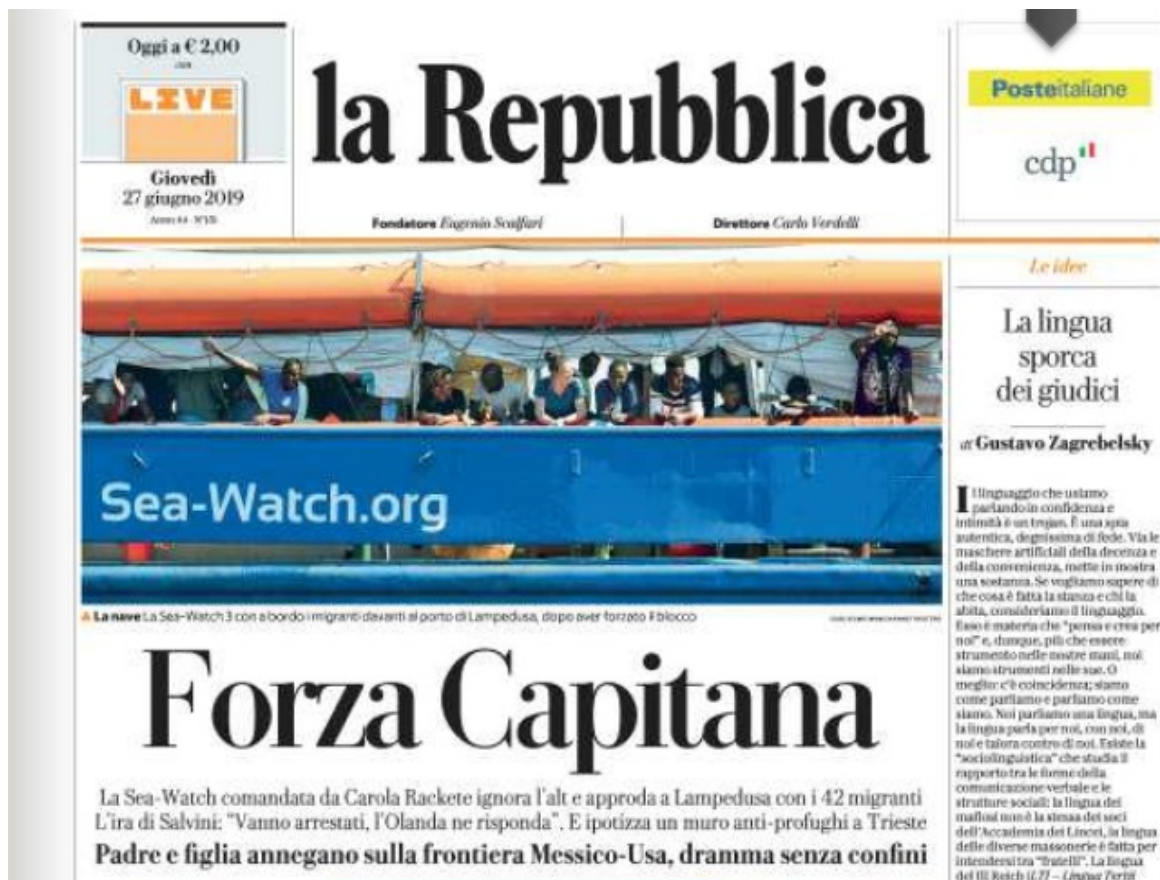 Oggi a € 2,00
con
LIVE
Giovedì
27 giugno 2019
la Repubblica
Fondatore Eugenio Scalfari
Direttore Carlo Verdelli
Posteitaliane
cdp
Sea-Watch.org
La nave La Sea-Watch 3 con a bordo i migranti davanti al porto di Lampedusa, dopo aver forzato il blocco
Forza Capitana
La Sea-Watch comandata da Carola Rackete ignora l'alt e approda a Lampedusa con i 42 migranti
L'ira di Salvini: "Vanno arrestati, l'Olanda ne risponda". E ipotizza un muro anti-profughi a Trieste
Padre e figlia annegano sulla frontiera Messico-Usa, dramma senza confini
Le idee
La lingua
sporca
dei giudici
di Gustavo Zagrebelsky
Il linguaggio che usiamo
parlando in confidenza e
intimità è un trojan. È una spia
autentica, degnissima di fede. Via le
maschere artificiali della decenza e
della convenienza, mette in mostra
una sostanza. Se vogliamo sapere di
che cosa è fatta la stanza e chi la
abita, consideriamo il linguaggio.
Esso è materia che "pensa e crea per
noi" e, dunque, più che essere
strumento nelle nostre mani, noi
siamo strumenti nelle sue. O
meglio: c'è coincidenza; siamo
come parliamo e parliamo come
siamo. Noi parliamo una lingua, ma
la lingua parla per noi, con noi, di
noi e talora contro di noi. Esiste la
"sociolinguistica" che studia il
rapporto tra le forme della
comunicazione verbale e le
strutture sociali: la lingua dei
mafiosi non è la stessa dei soci
dell'Accademia dei Lincei, la lingua
delle diverse massonerie è fatta per
intendersi tra "fratelli". La lingua
del III Reich (LTI – Lingua Tertii